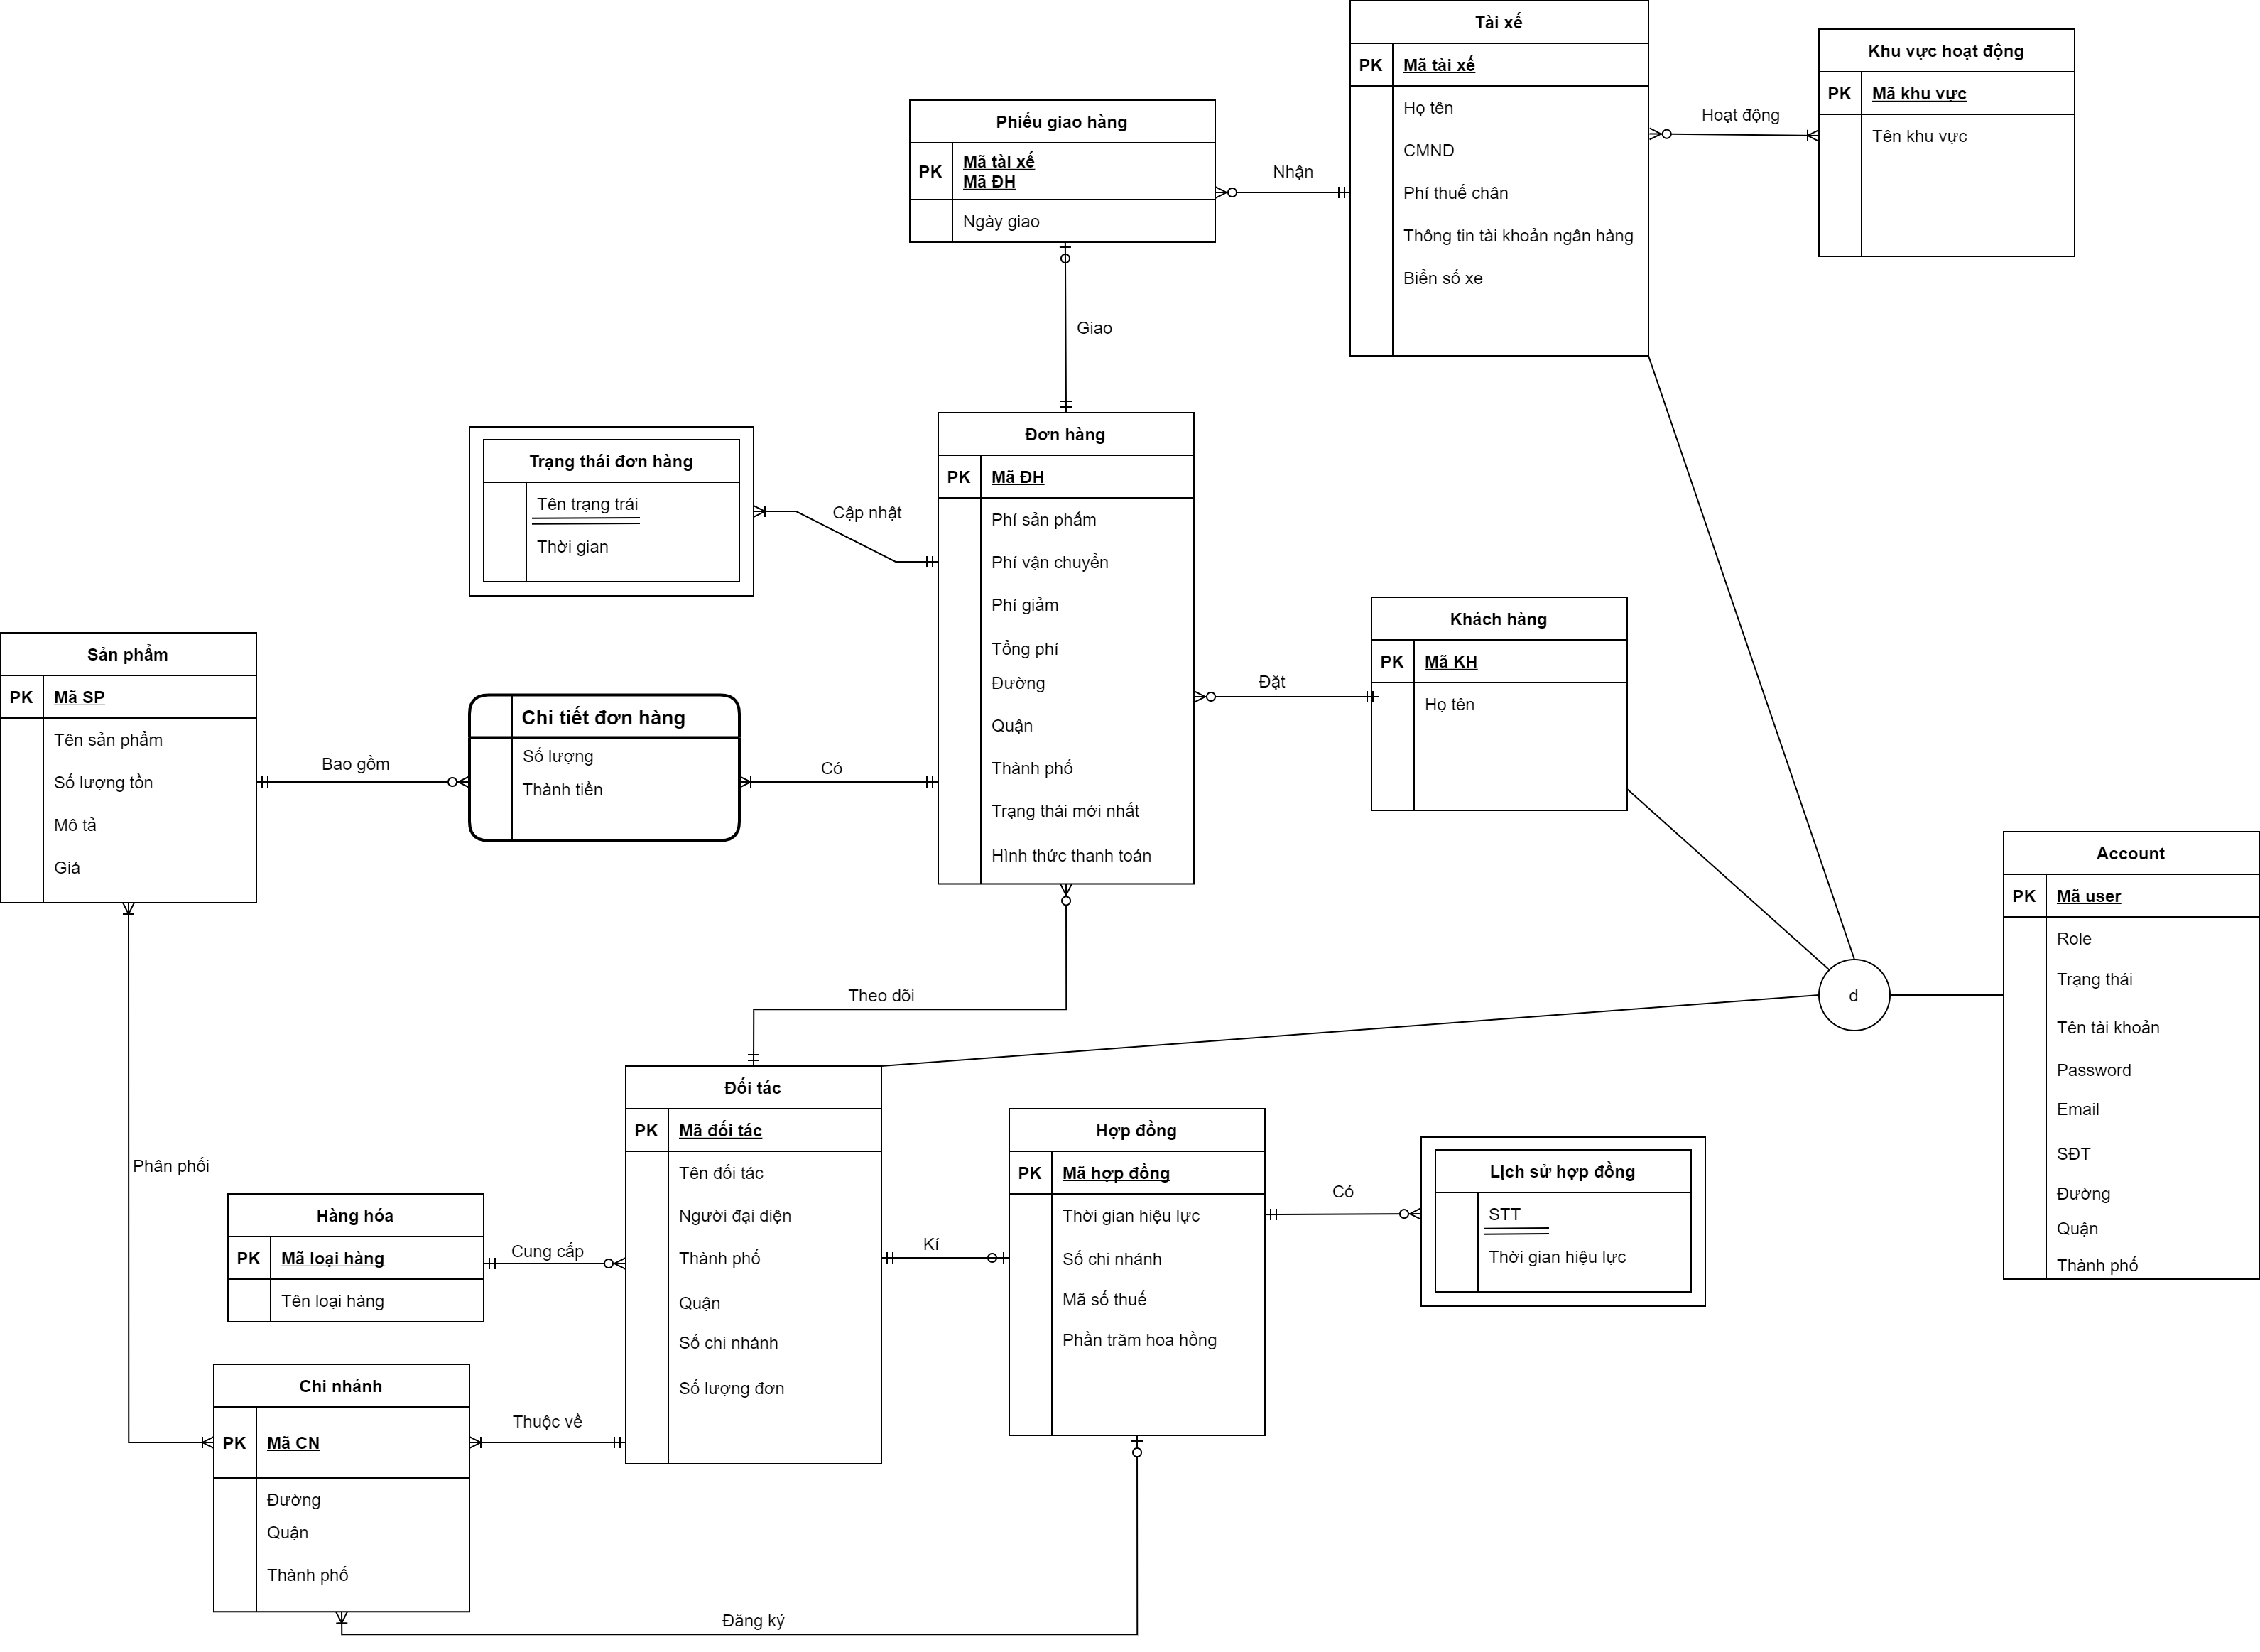 Tài xế
PK
Mã tài xế
Họ tên
CMND
Phí thuế chân
Thông tin tài khoản ngân hàng
Biển số xe
Khu vực hoạt động
PK
Mã khu vực
Tên khu vực
Hoạt động
Phiếu giao hàng
PK
Mã tài xế
Mã ĐH
Ngày giao
Nhận
Giao
Đơn hàng
PK
Mã ĐH
Phí sản phẩm
Phí vận chuyển
Phí giảm
Tổng phí
Đường
Quận
Thành phố
Trạng thái mới nhất
Hình thức thanh toán
Trạng thái đơn hàng
Tên trạng trái
Thời gian
Cập nhật
Khách hàng
PK
Mã KH
Họ tên
Đặt
Sản phẩm
PK
Mã SP
Tên sản phẩm
Số lượng tồn
Mô tả
Giá
Bao gồm
Chi tiết đơn hàng
Số lượng
Thành tiền
Có
Account
PK
Mã user
Role
Trạng thái
Tên tài khoản
Password
Email
SĐT
Đường
Quận
Thành phố
d
Theo dõi
Đối tác
PK
Mã đối tác
Tên đối tác
Người đại diện
Thành phố
Quận
Số chi nhánh
Số lượng đơn
Hợp đồng
PK
Mã hợp đồng
Thời gian hiệu lực
Số chi nhánh
Mã số thuế
Phần trăm hoa hồng
Kí
Có
Lịch sử hợp đồng
STT
Thời gian hiệu lực
Phân phối
Hàng hóa
PK
Mã loại hàng
Tên loại hàng
Cung cấp
Chi nhánh
PK
Mã CN
Đường
Quận
Thành phố
Thuộc về
Đăng ký